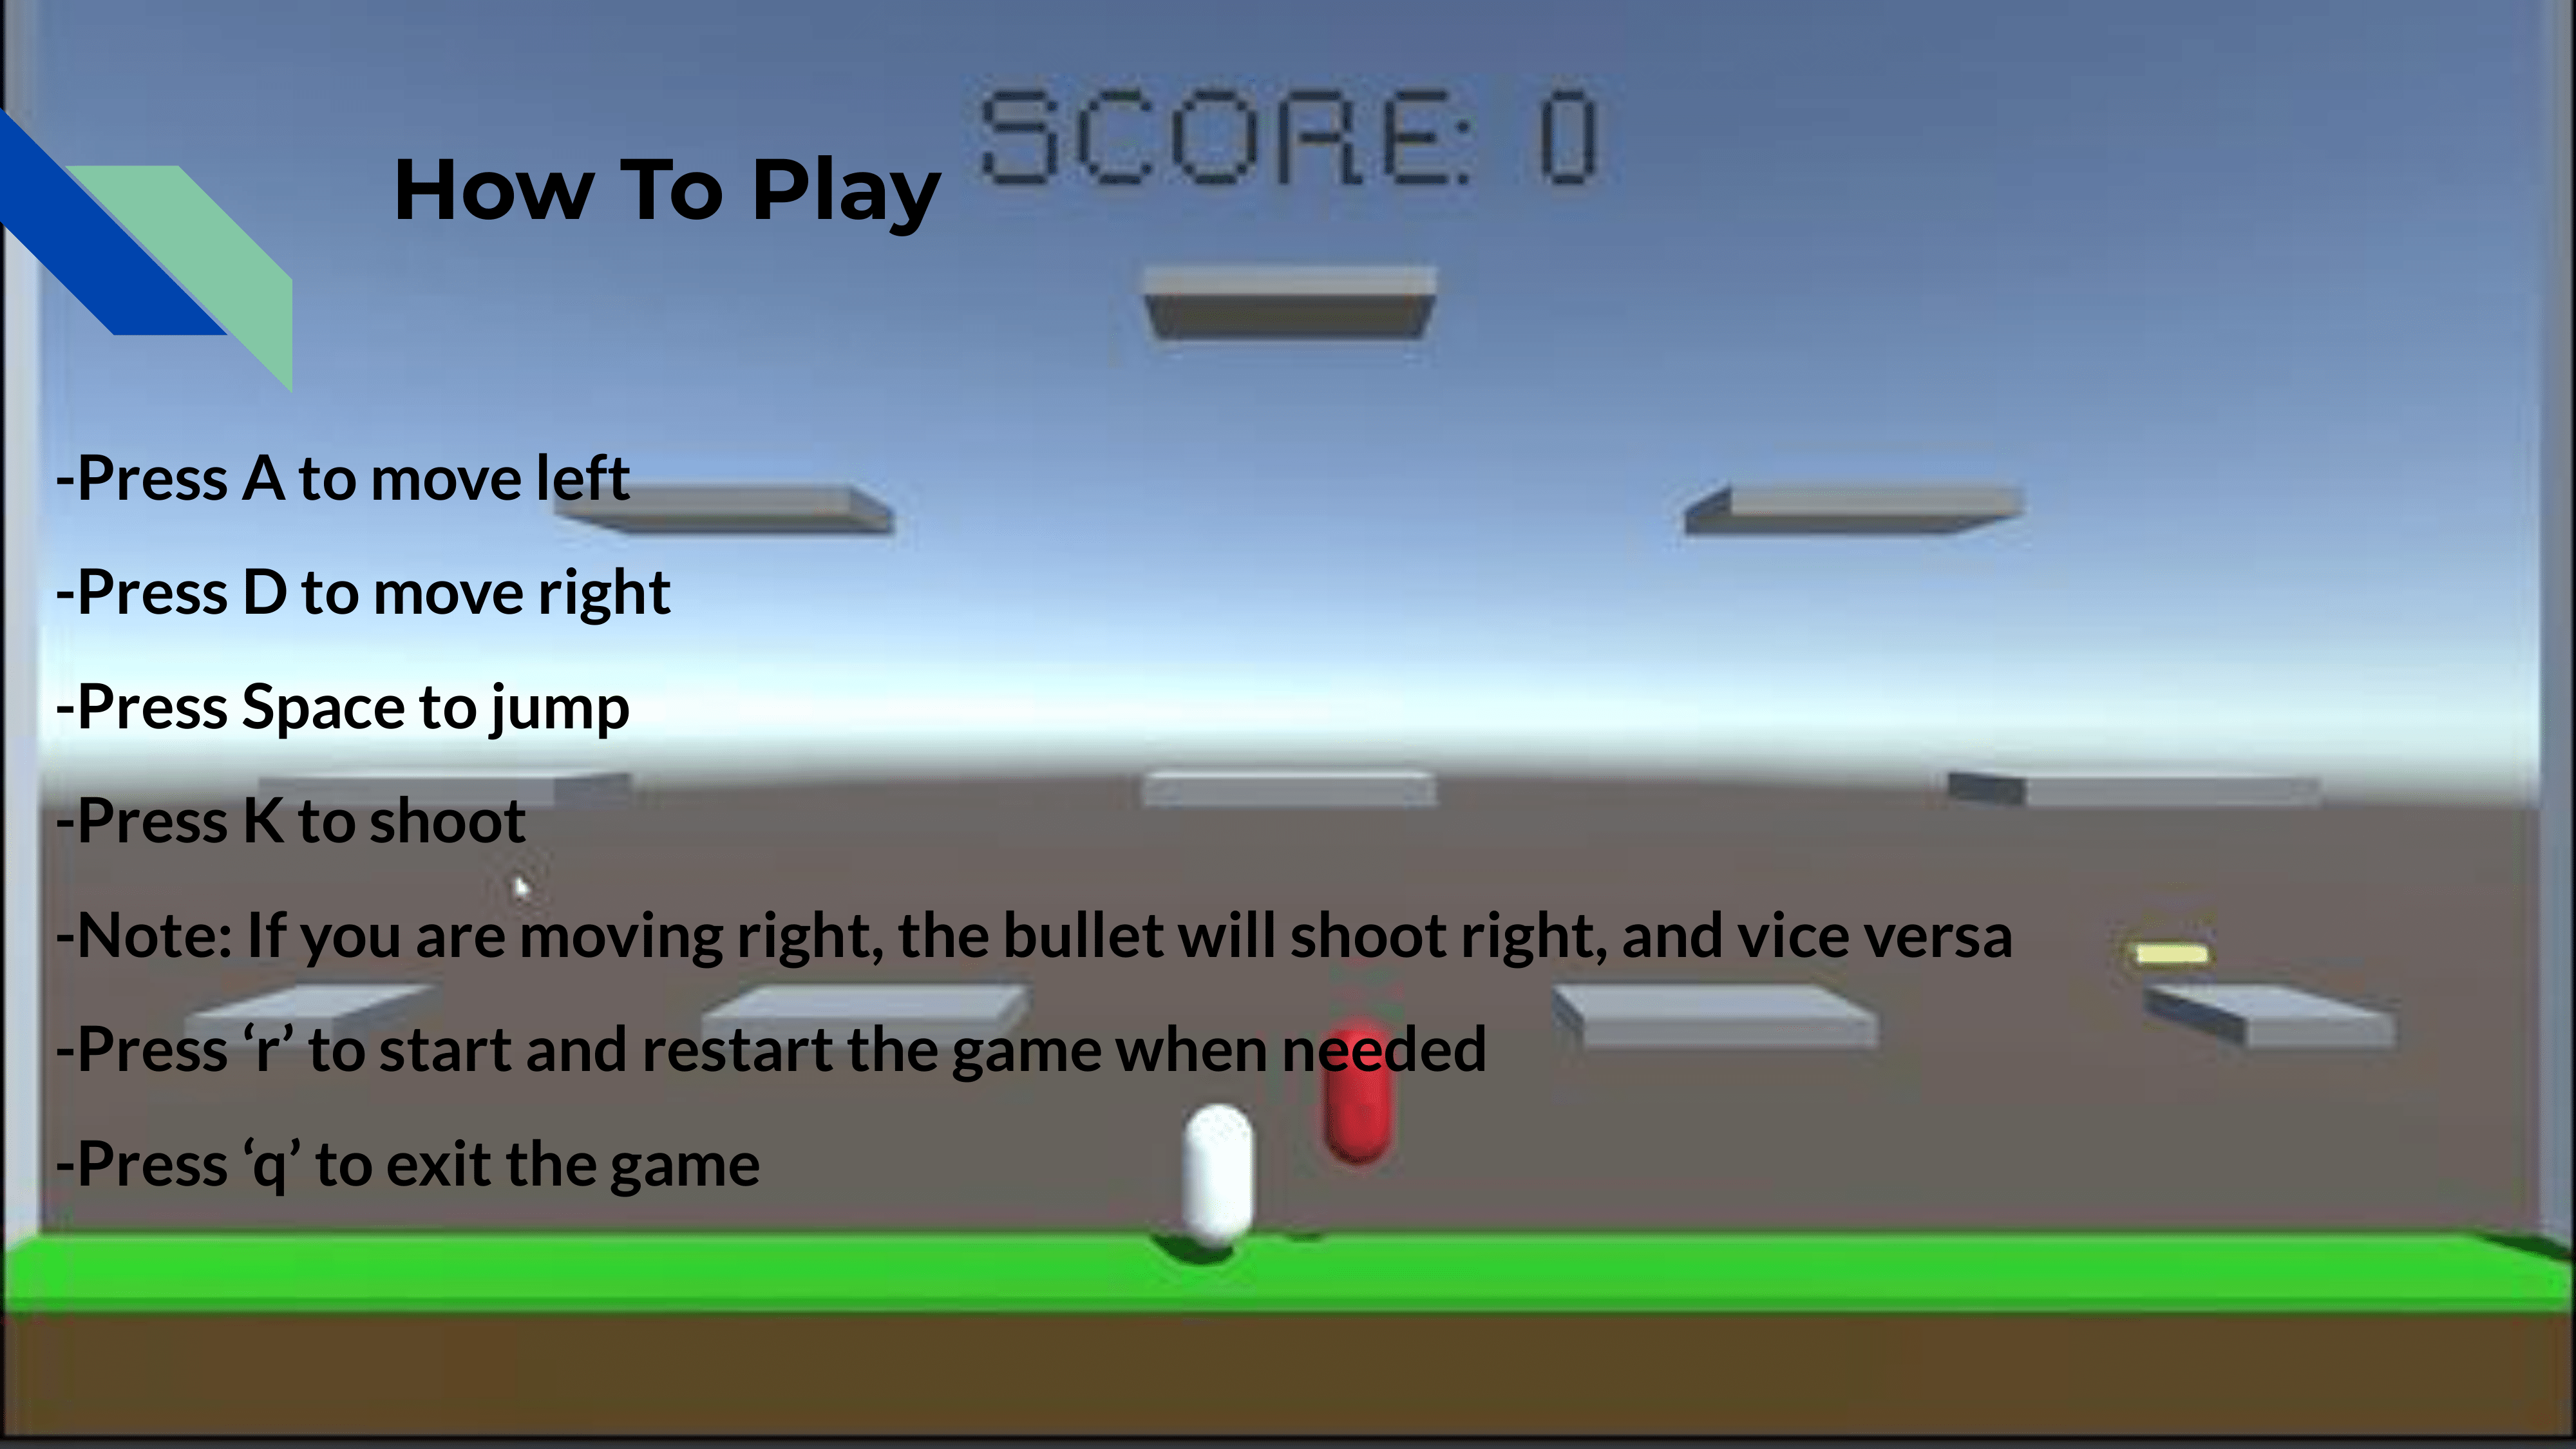 SCORE: 0
How To Play
-Press A to move left
-Press D to move right
-Press Space to jump
-Press K to shoot
-Note: If you are moving right, the bullet will shoot right, and vice versa
-Press ‘r’ to start and restart the game when needed
-Press ‘q’ to exit the game